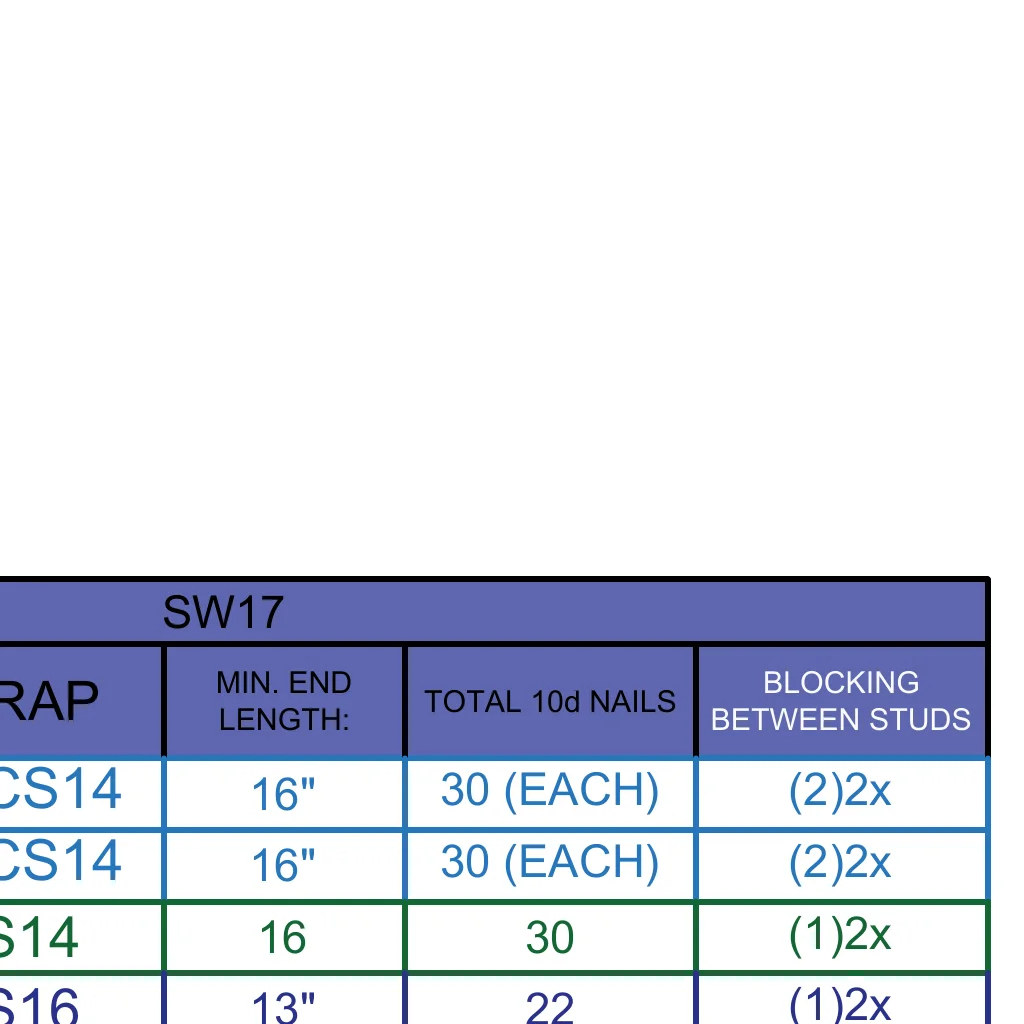 SW17
RAP
MIN. END
LENGTH:
TOTAL 10d NAILS
BLOCKING
BETWEEN STUDS
CS14
16"
30 (EACH)
(2)2x
CS14
16"
30 (EACH)
(2)2x
S14
16
30
(1)2x
S16
13"
22
(1)2x